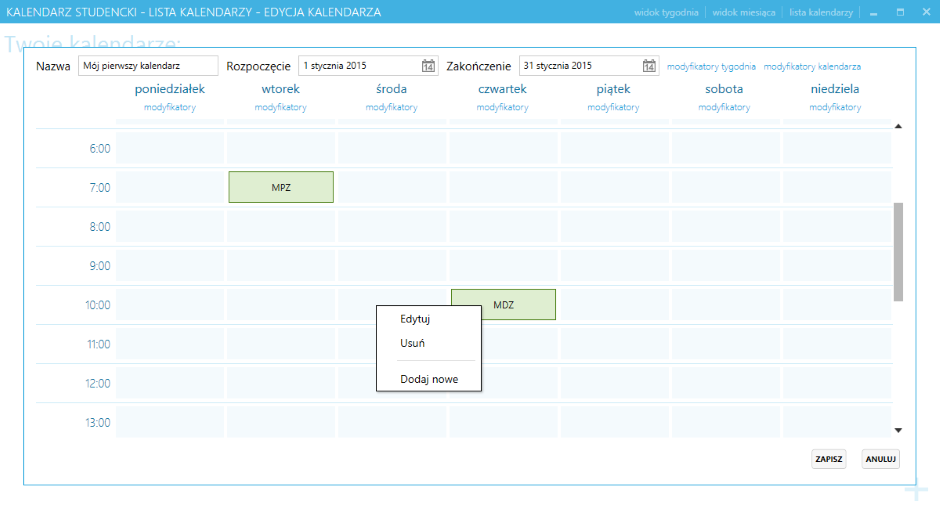 KALENDARZ STUDENCKI - LISTA KALENDARZY - EDYCJA KALENDARZA widok tygodnia widok miesiąca lista kalendarzy
Twoje kalendarze:
Nazwa Mój pierwszy kalendarz Rozpoczęcie 1 stycznia 2015 14 Zakończenie 31 stycznia 2015 14 modyfikatory tygodnia modyfikatory kalendarza
poniedziałek wtorek środa czwartek piątek sobota niedziela
modyfikatory modyfikatory modyfikatory modyfikatory modyfikatory modyfikatory modyfikatory
6:00
7:00 MPZ
8:00
9:00
10:00 MDZ
Edytuj
11:00 Usuń
12:00 Dodaj nowe
13:00
ZAPISZ ANULUJ